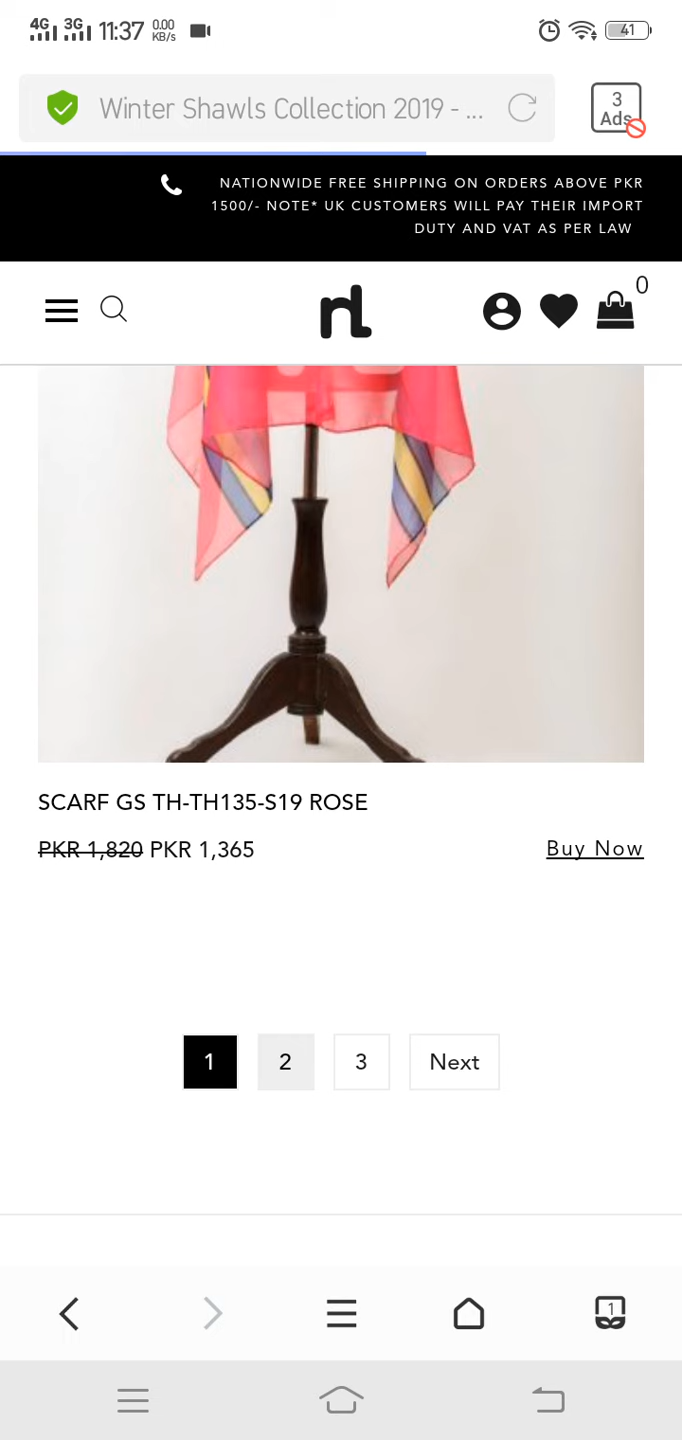 4G 3G 11:37 0.00 KB/s 41
Winter Shawls Collection 2019 - ...
3
Ads
NATIONWIDE FREE SHIPPING ON ORDERS ABOVE PKR
1500/- NOTE* UK CUSTOMERS WILL PAY THEIR IMPORT
DUTY AND VAT AS PER LAW
nl 0
SCARF GS TH-TH135-S19 ROSE
PKR 1,820 PKR 1,365 Buy Now
1 2 3 Next
1